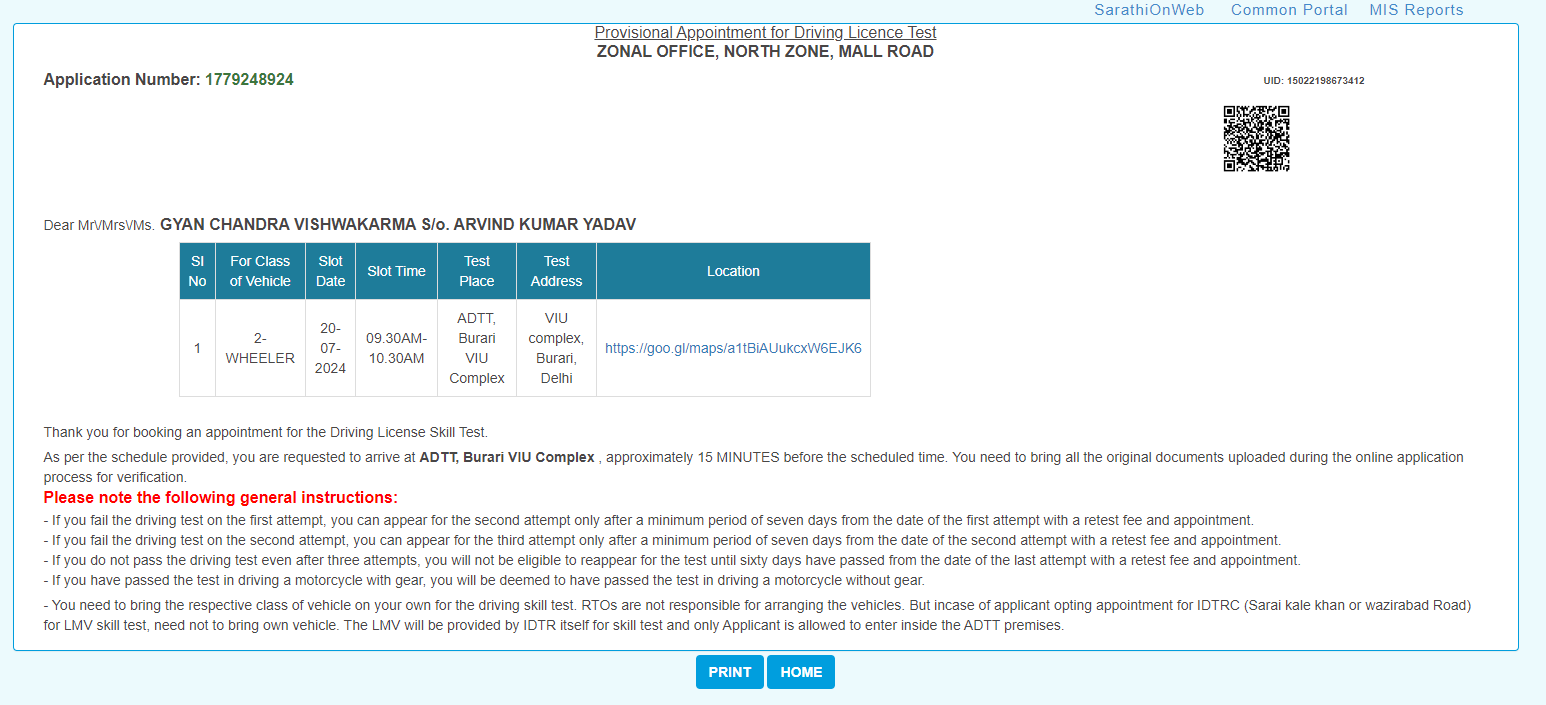 SarathiOnWeb Common Portal MIS Reports
Provisional Appointment for Driving Licence Test
ZONAL OFFICE, NORTH ZONE, MALL ROAD
Application Number: 1779248924
UID: 15022198673412
Dear Mr\/Mrs\/Ms. GYAN CHANDRA VISHWAKARMA S/o. ARVIND KUMAR YADAV
Sl No
For Class of Vehicle
Slot Date
Slot Time
Test Place
Test Address
Location
1
2-WHEELER
20-07-2024
09.30AM-10.30AM
ADTT, Burari VIU Complex
VIU complex, Burari, Delhi
https://goo.gl/maps/a1tBiAUukcxW6EJK6
Thank you for booking an appointment for the Driving License Skill Test.
As per the schedule provided, you are requested to arrive at ADTT, Burari VIU Complex , approximately 15 MINUTES before the scheduled time. You need to bring all the original documents uploaded during the online application
process for verification.
Please note the following general instructions:
- If you fail the driving test on the first attempt, you can appear for the second attempt only after a minimum period of seven days from the date of the first attempt with a retest fee and appointment.
- If you fail the driving test on the second attempt, you can appear for the third attempt only after a minimum period of seven days from the date of the second attempt with a retest fee and appointment.
- If you do not pass the driving test even after three attempts, you will not be eligible to reappear for the test until sixty days have passed from the date of the last attempt with a retest fee and appointment.
- If you have passed the test in driving a motorcycle with gear, you will be deemed to have passed the test in driving a motorcycle without gear.
- You need to bring the respective class of vehicle on your own for the driving skill test. RTOs are not responsible for arranging the vehicles. But incase of applicant opting appointment for IDTRC (Sarai kale khan or wazirabad Road)
for LMV skill test, need not to bring own vehicle. The LMV will be provided by IDTR itself for skill test and only Applicant is allowed to enter inside the ADTT premises.
PRINT HOME